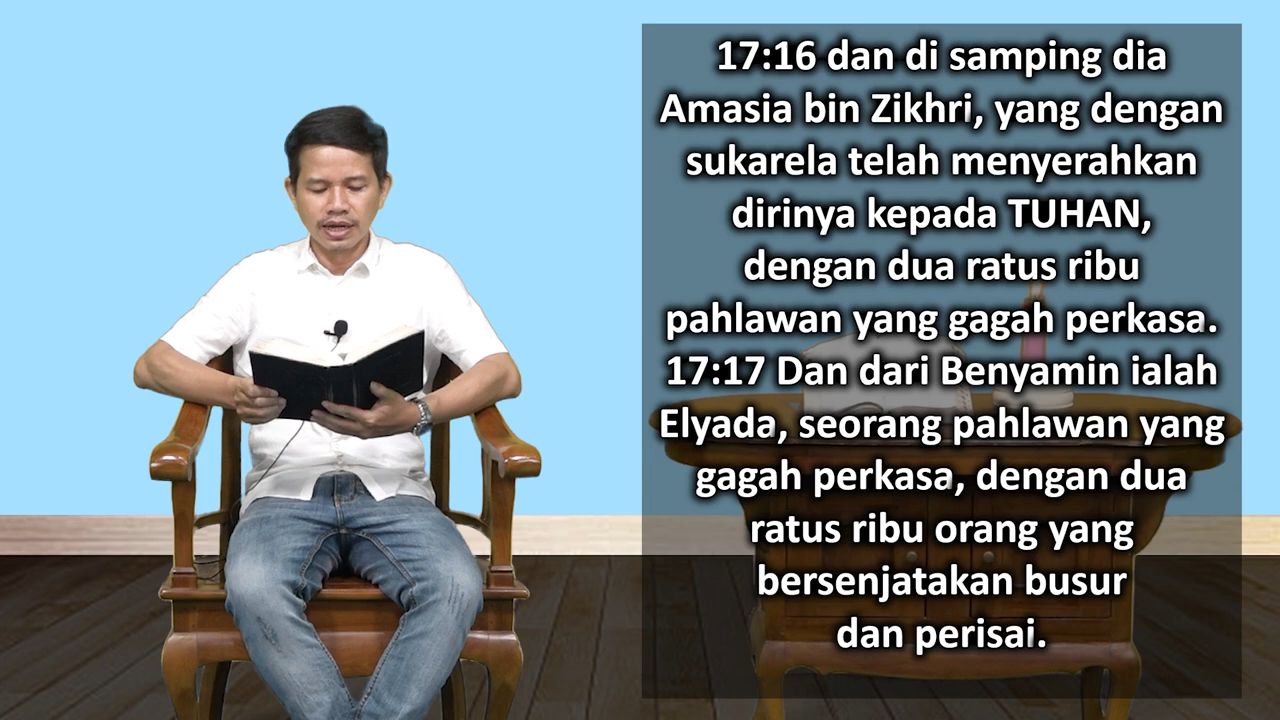 17:16 dan di samping dia
Amasia bin Zikhri, yang dengan
sukarela telah menyerahkan
dirinya kepada TUHAN,
dengan dua ratus ribu
pahlawan yang gagah perkasa.
17:17 Dan dari Benyamin ialah
Elyada, seorang pahlawan yang
gagah perkasa, dengan dua
ratus ribu orang yang
bersenjatakan busur
dan perisai.